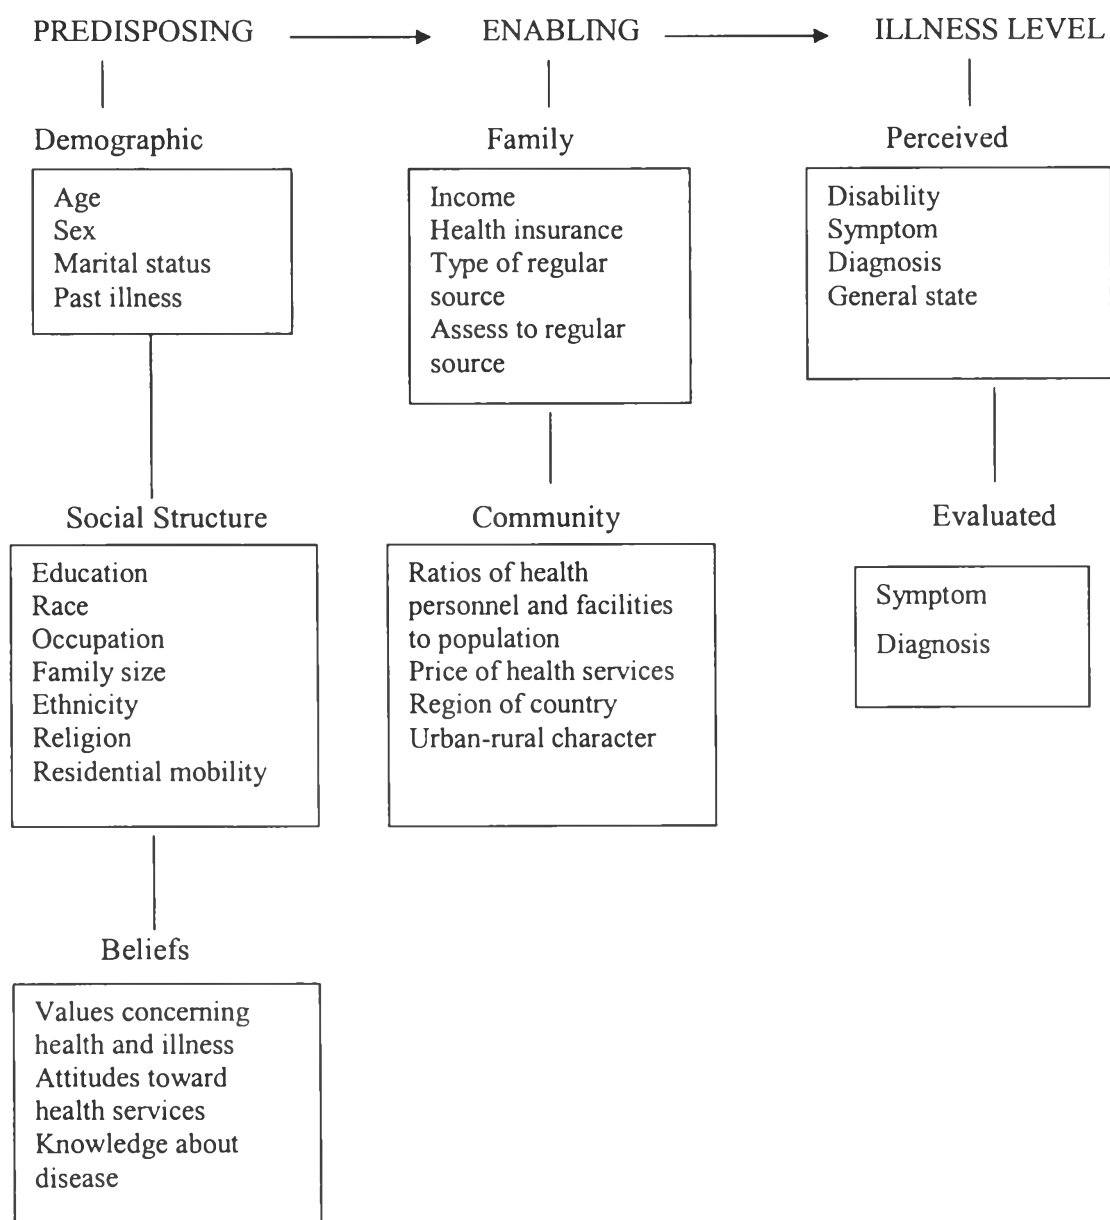 PREDISPOSING
ENABLING
ILLNESS LEVEL
Demographic
Age
Sex
Marital status
Past illness
Social Structure
Education
Race
Occupation
Family size
Ethnicity
Religion
Residential mobility
Beliefs
Values concerning
health and illness
Attitudes toward
health services
Knowledge about
disease
Family
Income
Health insurance
Type of regular
source
Assess to regular
source
Community
Ratios of health
personnel and facilities
to population
Price of health services
Region of country
Urban-rural character
Perceived
Disability
Symptom
Diagnosis
General state
Evaluated
Symptom
Diagnosis